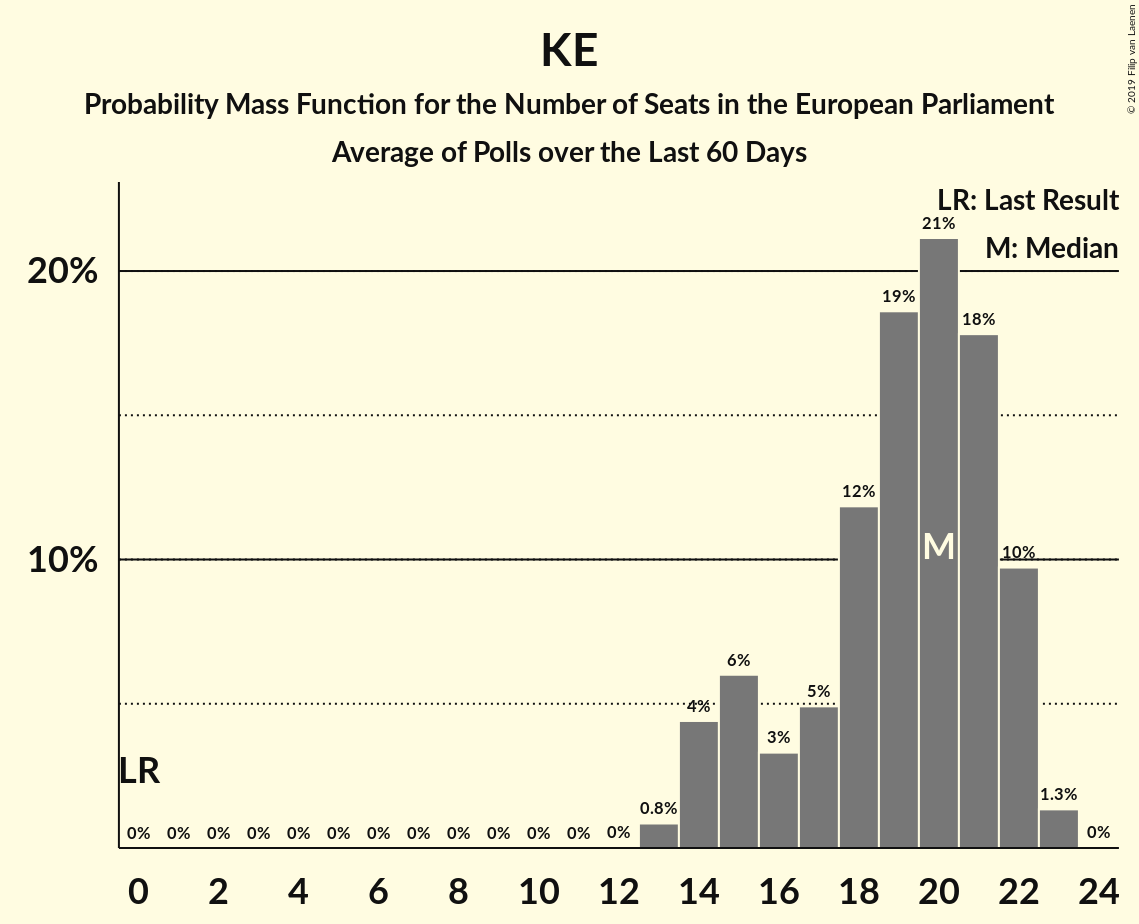 KE
Probability Mass Function for the Number of Seats in the European Parliament
Average of Polls over the Last 60 Days
© 2019 Filip van Laenen
LR: Last Result
M: Median
20%
10%
21%
19%
18%
12%
10%
6%
5%
4%
3%
1.3%
0.8%
M
LR
0% 0% 0% 0% 0% 0% 0% 0% 0% 0% 0% 0% 0% 0%
0 2 4 6 8 10 12 14 16 18 20 22 24